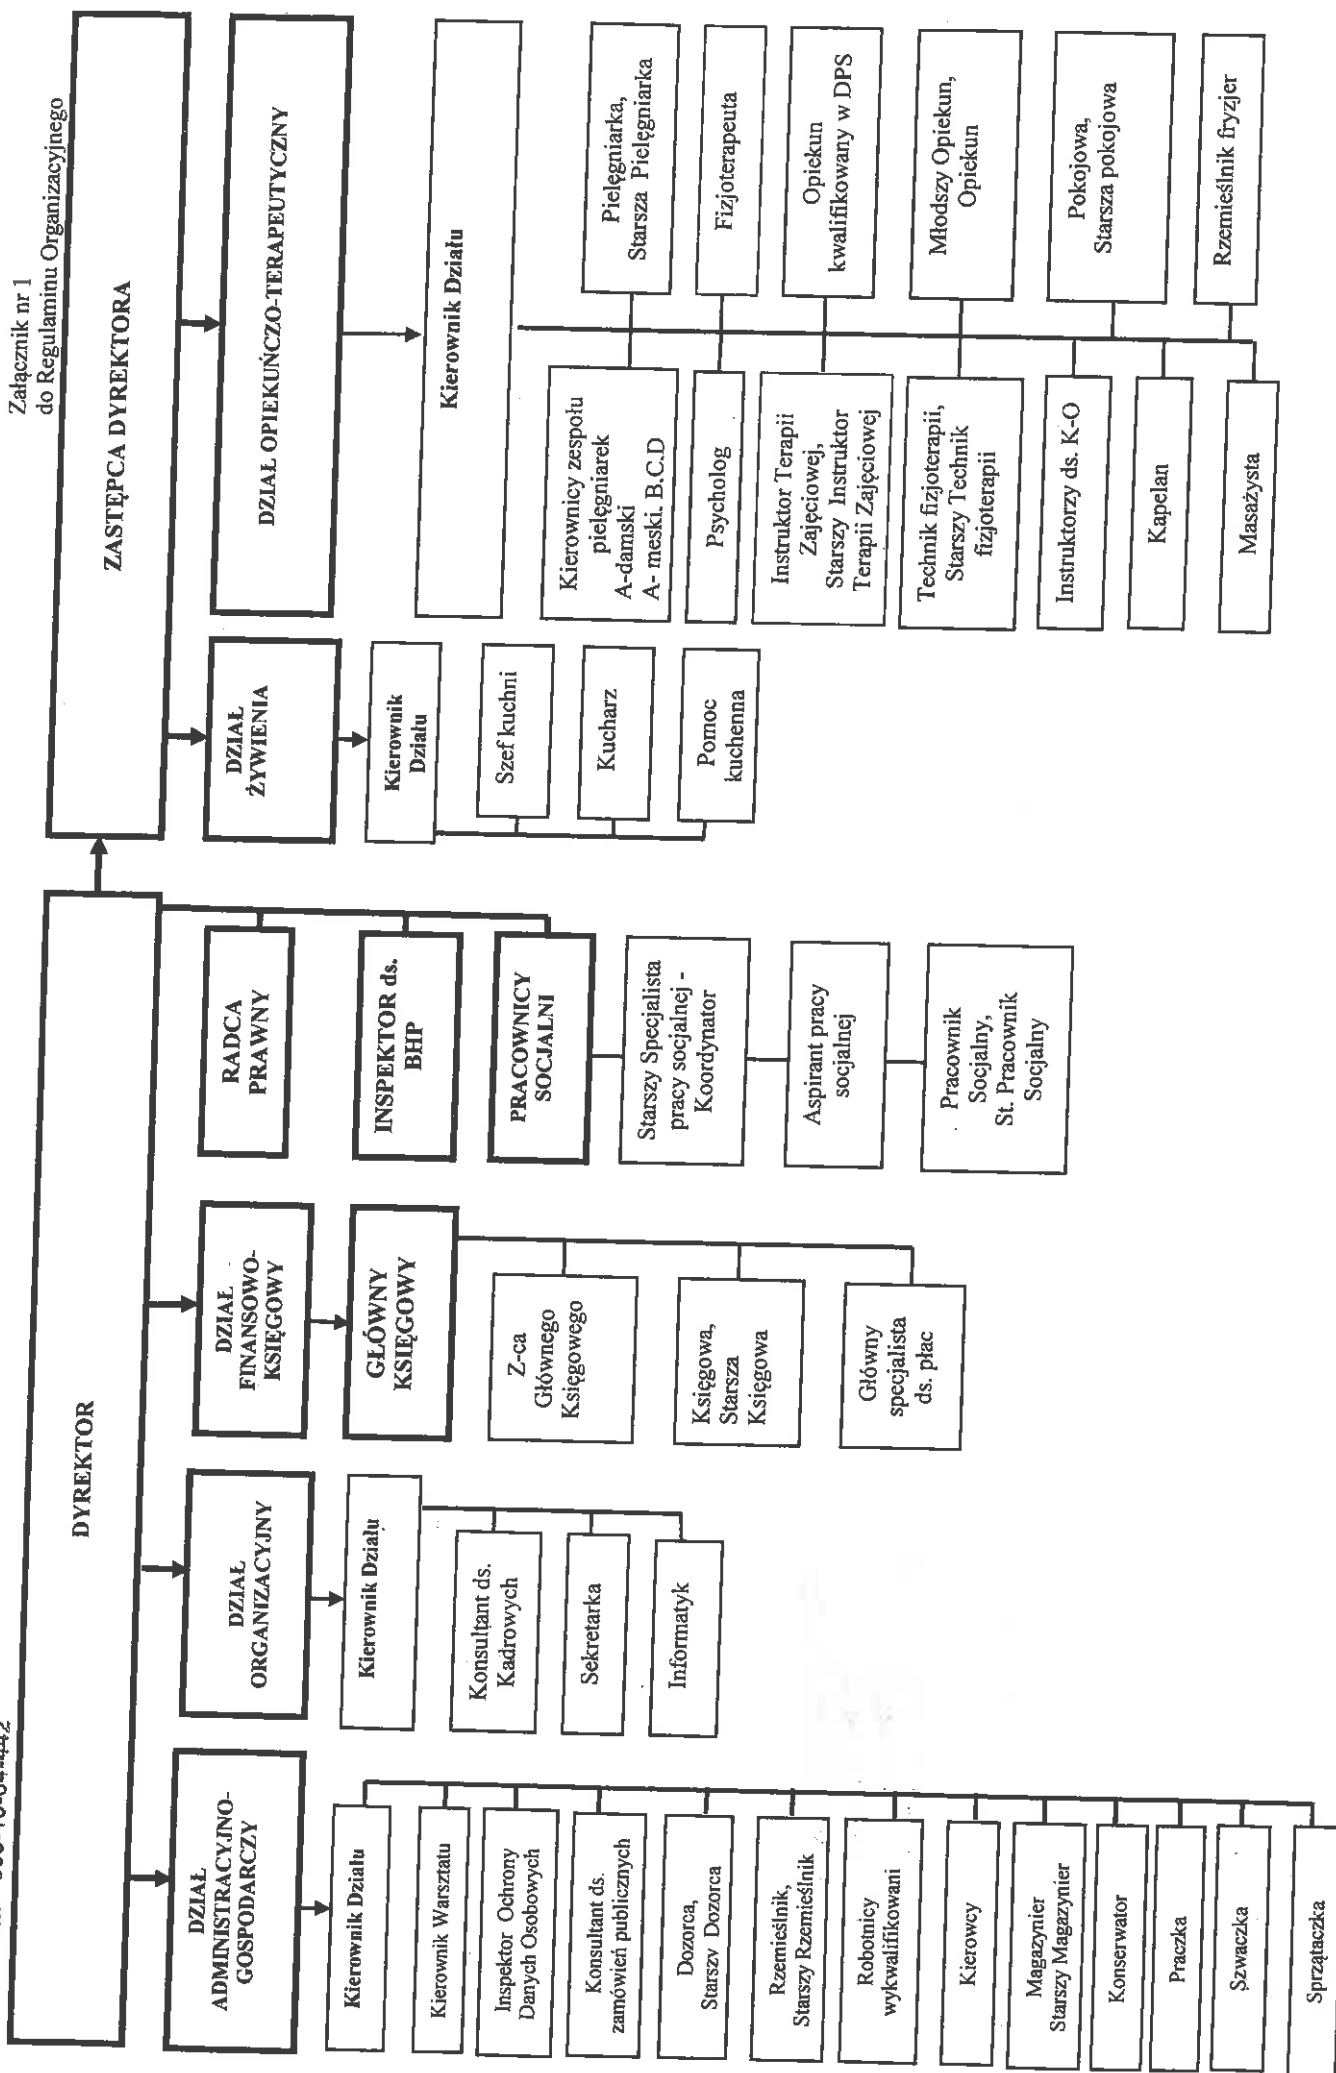 Załącznik nr 1
do Regulaminu Organizacyjnego
DYREKTOR
ZASTĘPCA DYREKTORA
DZIAŁ
ADMINISTRACYJNO-
GOSPODARCZY
Kierownik Działu
Kierownik Warsztatu
Inspektor Ochrony
Danych Osobowych
Konsultant ds.
zamówień publicznych
Dozorca,
Starszy Dozorca
Rzemieślnik,
Starszy Rzemieślnik
Robotnicy
wykwalifikowani
Kierowcy
Magazynier
Starszy Magazynier
Konserwator
Praczka
Szwaczka
Sprzątaczka
DZIAŁ
ORGANIZACYJNY
Kierownik Działu
Konsultant ds.
Kadrowych
Sekretarka
Informatyk
DZIAŁ
FINANSOWO-
KSIĘGOWY
GŁÓWNY
KSIĘGOWY
Z-ca
Głównego
Księgowego
Księgowa,
Starsza
Księgowa
Główny
specjalista
ds. płac
RADCA
PRAWNY
INSPEKTOR ds.
BHP
PRACOWNICY
SOCJALNI
Starszy Specjalista
pracy socjalnej -
Koordynator
Aspirant pracy
socjalnej
Pracownik
Socjalny,
St. Pracownik
Socjalny
DZIAŁ
ŻYWIENIA
Kierownik
Działu
Szef kuchni
Kucharz
Pomoc
kuchenna
DZIAŁ OPIEKUŃCZO-TERAPEUTYCZNY
Kierownik Działu
Kierownicy zespołu
pielęgniarek
A-damski
A- meski. B.C.D
Psycholog
Instruktor Terapii
Zajęciowej,
Starszy Instruktor
Terapii Zajęciowej
Technik fizjoterapii,
Starszy Technik
fizjoterapii
Instruktorzy ds. K-O
Kapelan
Masażysta
Pielęgniarka,
Starsza Pielęgniarka
Fizjoterapeuta
Opiekun
kwalifikowany w DPS
Młodszy Opiekun,
Opiekun
Pokojowa,
Starsza pokojowa
Rzemieślnik fryzjer